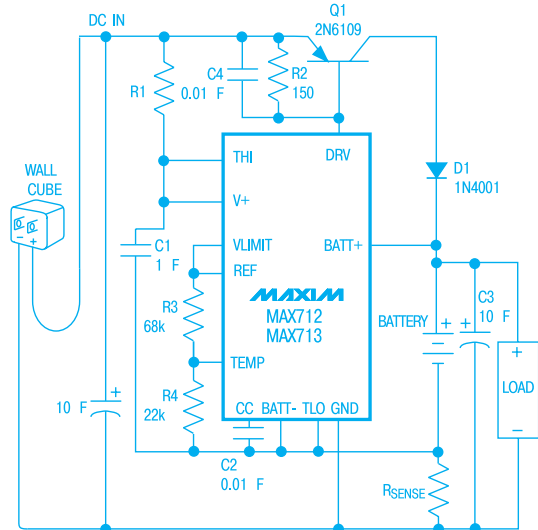 Q1
2N6109
DC IN
C4
0.01 F
R2
150
R1
THI
DRV
WALL
CUBE
- +
V+
D1
1N4001
C1
1 F
VLIMIT
BATT+
REF
MAXIM
MAX712
MAX713
R3
68k
C3
10 F
BATTERY
+
+
TEMP
R4
22k
+
LOAD
-
10 F
+
CC
BATT-
TLO
GND
C2
0.01 F
RSENSE